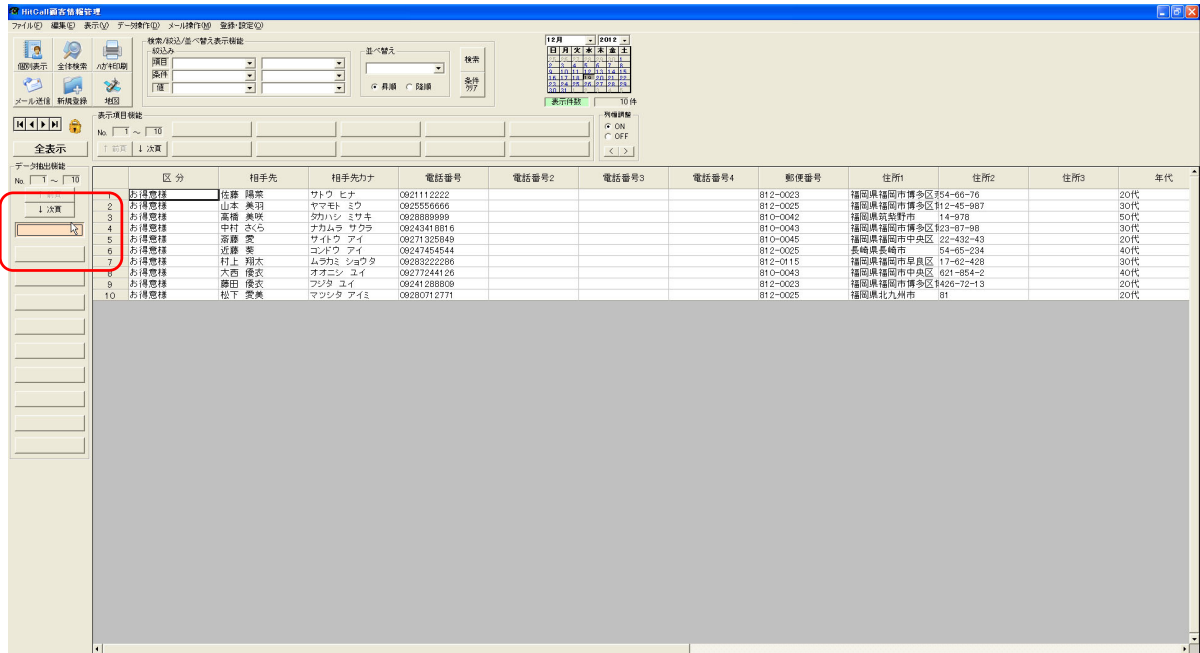 HitCall顧客情報管理
ファイル(F) 編集(E) 表示(V) データ操作(D) メール操作(M) 登録・設定(O)
個別表示 全体検索 ハガキ印刷
メール送信 新規登録 地図
検索/絞込/並べ替え表示機能
絞込み
項目
条件
値
並べ替え
昇順 降順
検索
条件クリア
12月 2012
日 月 火 水 木 金 土
表示件数 10 件
全表示
表示項目機能
No. 1 ～ 10
↑ 前頁 ↓ 次頁
列幅調整
ON
OFF
< >
データ抽出機能
No. 1 ～ 10
↑ 前頁
↓ 次頁
区 分 相手先 相手先カナ 電話番号 電話番号2 電話番号3 電話番号4 郵便番号 住所1 住所2 住所3 年代
1 お得意様 佐藤 陽菜 サトウ ヒナ 0921112222 812-0023 福岡県福岡市博多区 54-66-76 20代
2 お得意様 山本 美羽 ヤマモト ミウ 0925556666 812-0025 福岡県福岡市博多区 12-45-987 30代
3 お得意様 高橋 美咲 タカハシ ミサキ 0928889999 810-0042 福岡県筑紫野市 14-978 50代
4 お得意様 中村 さくら ナカムラ サクラ 09243418816 810-0043 福岡県福岡市博多区 23-87-98 30代
5 お得意様 斎藤 愛 サイトウ アイ 09271325849 810-0045 福岡県福岡市中央区 22-432-43 20代
6 お得意様 近藤 葵 コンドウ アイ 09247454544 812-0025 長崎県長崎市 54-65-234 40代
7 お得意様 村上 翔太 ムラカミ ショウタ 09283222286 812-0115 福岡県福岡市早良区 17-62-428 30代
8 お得意様 大西 優衣 オオニシ ユイ 09277244126 810-0043 福岡県福岡市中央区 621-854-2 40代
9 お得意様 藤田 優衣 フジタ ユイ 09241288809 812-0023 福岡県福岡市博多区 426-72-13 20代
10 お得意様 松下 愛美 マツシタ アイミ 09280712771 812-0025 福岡県北九州市 81 20代